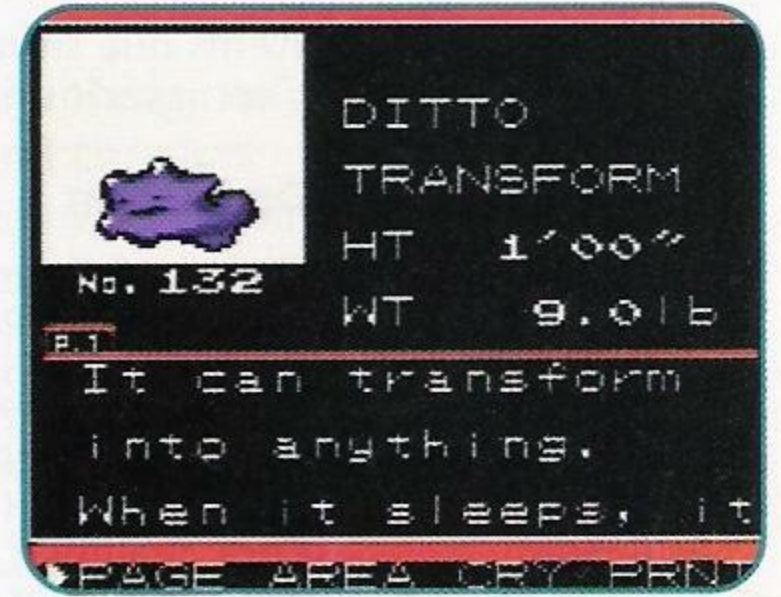 DITTO
TRANSFORM
HT 1'00"
No. 132
WT 9.0lb
P.1
It can transform
into anything.
When it sleeps, it
PAGE AREA CRY PRNT